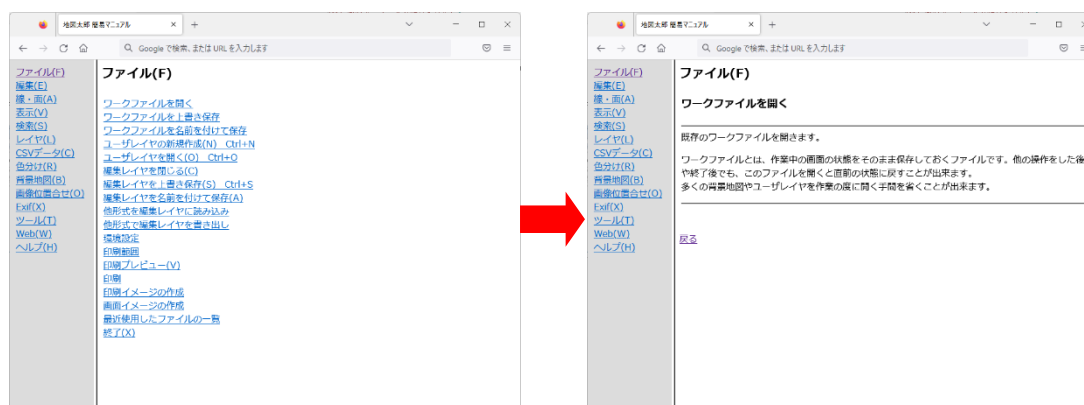 地図太郎 簡易マニュアル
Google で検索、または URL を入力します
ファイル(F)
編集(E)
線・面(A)
表示(V)
検索(S)
レイヤ(L)
CSVデータ(C)
色分け(R)
背景地図(B)
画像位置合せ(O)
Exif(X)
ツール(T)
Web(W)
ヘルプ(H)
ファイル(F)
ワークファイルを開く
ワークファイルを上書き保存
ワークファイルを名前を付けて保存
ユーザレイヤの新規作成(N) Ctrl+N
ユーザレイヤを開く(O) Ctrl+O
編集レイヤを閉じる(C)
編集レイヤを上書き保存(S) Ctrl+S
編集レイヤを名前を付けて保存(A)
他形式を編集レイヤに読み込み
他形式で編集レイヤを書き出し
環境設定
印刷範囲
印刷プレビュー(V)
印刷
印刷イメージの作成
画面イメージの作成
最近使用したファイルの一覧
終了(X)
地図太郎 簡易マニュアル
Google で検索、または URL を入力します
ファイル(F)
編集(E)
線・面(A)
表示(V)
検索(S)
レイヤ(L)
CSVデータ(C)
色分け(R)
背景地図(B)
画像位置合せ(O)
Exif(X)
ツール(T)
Web(W)
ヘルプ(H)
ファイル(F)
ワークファイルを開く
既存のワークファイルを開きます。
ワークファイルとは、作業中の画面の状態をそのまま保存しておくファイルです。他の操作をした後
や終了後でも、このファイルを開くと直前の状態に戻すことが出来ます。
多くの背景地図やユーザレイヤを作業の度に開く手間を省くことが出来ます。
戻る